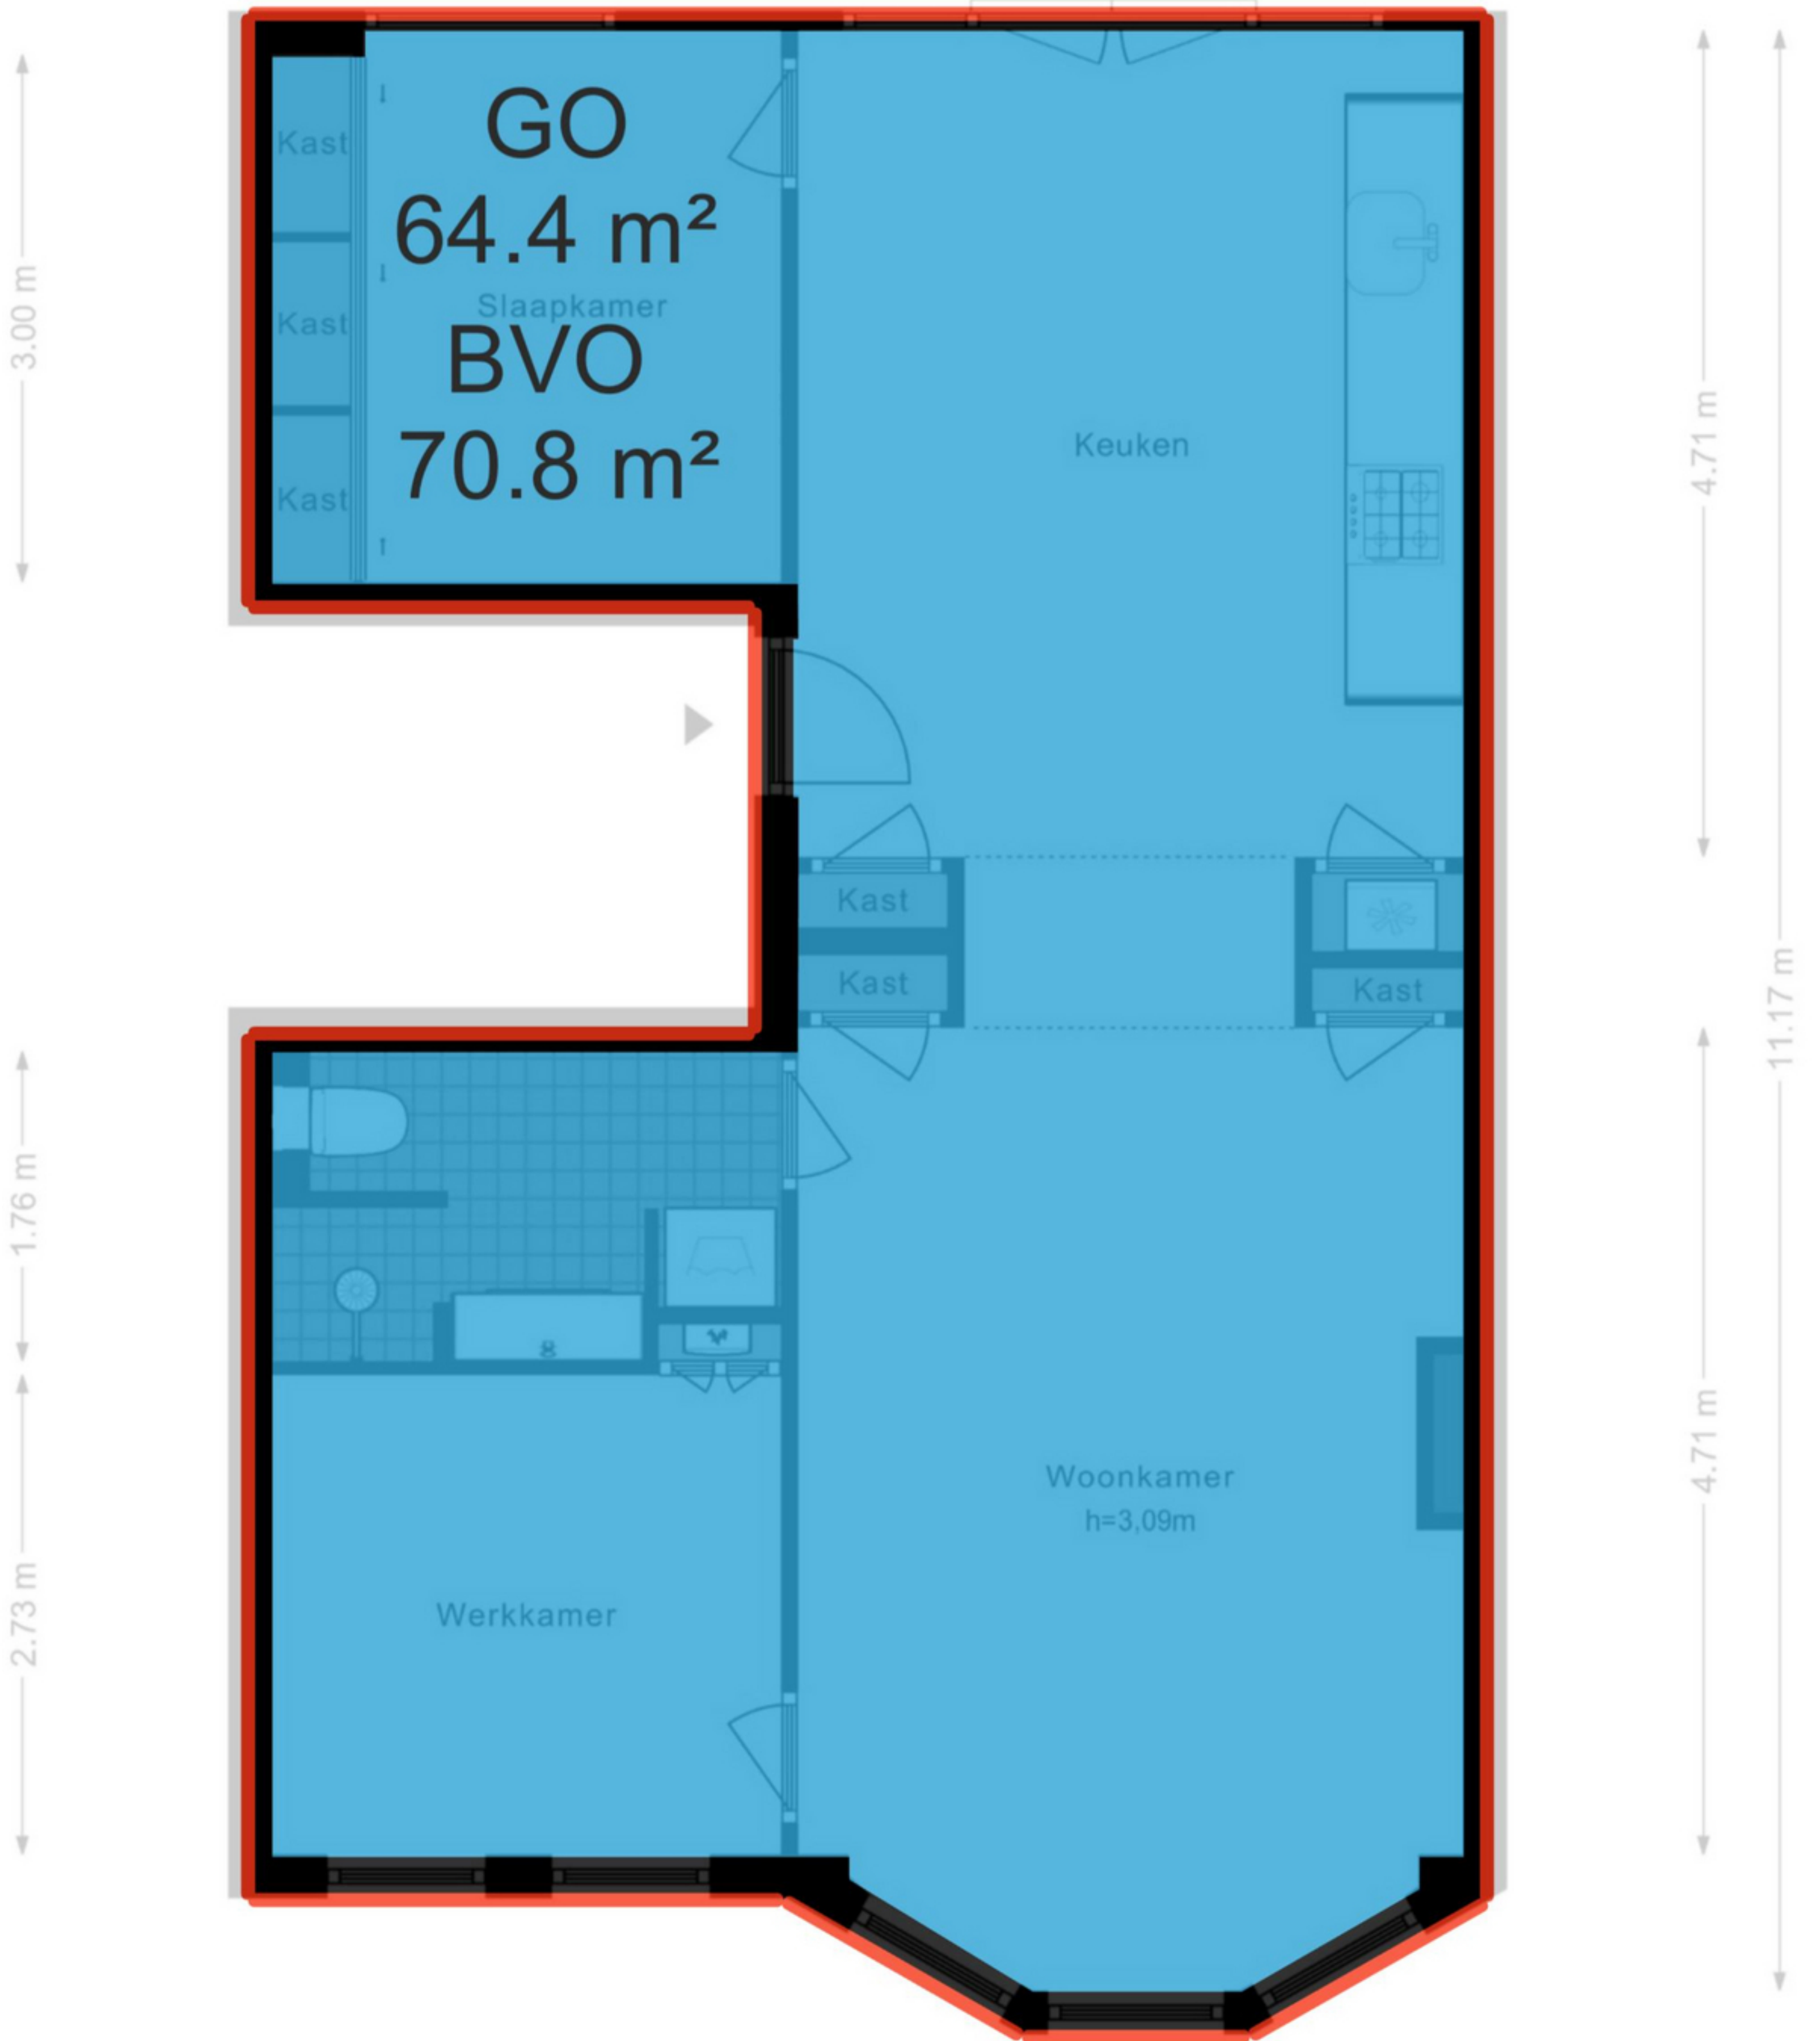 GO
64.4 m²
Slaapkamer
BVO
70.8 m²
Kast
Kast
Kast
Keuken
Kast
Kast
Kast
Woonkamer
h=3,09m
Werkkamer
3.00 m
1.76 m
2.73 m
4.71 m
4.71 m
11.17 m